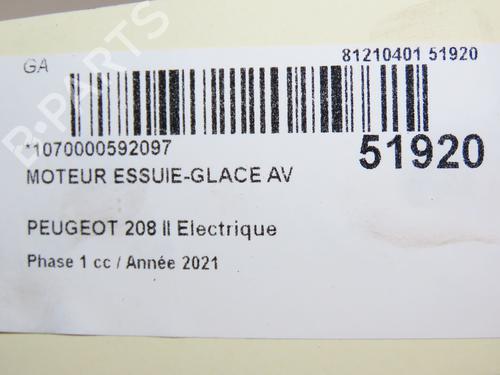 GA
81210401 51920
*1070000592097
51920
MOTEUR ESSUIE-GLACE AV
PEUGEOT 208 II Electrique
Phase 1 cc / Année 2021
B-PARTS